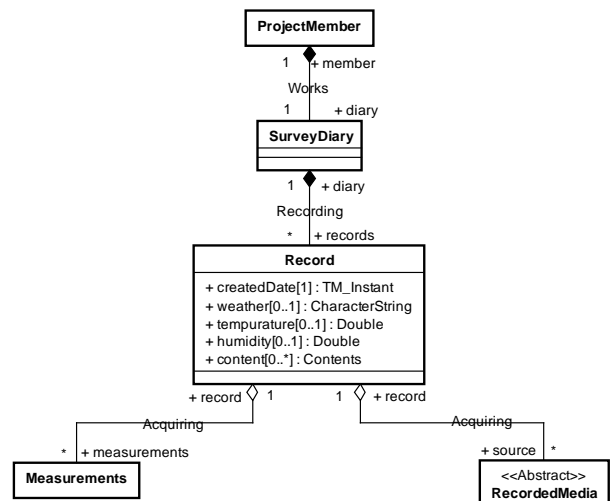 ProjectMember
1 + member
Works
1 + diary
SurveyDiary
1 + diary
Recording
* + records
Record
+ createdDate[1] : TM_Instant
+ weather[0..1] : CharacterString
+ tempurature[0..1] : Double
+ humidity[0..1] : Double
+ content[0..*] : Contents
+ record 1 1 + record
Acquiring Acquiring
* + measurements + source *
Measurements
<<Abstract>>
RecordedMedia